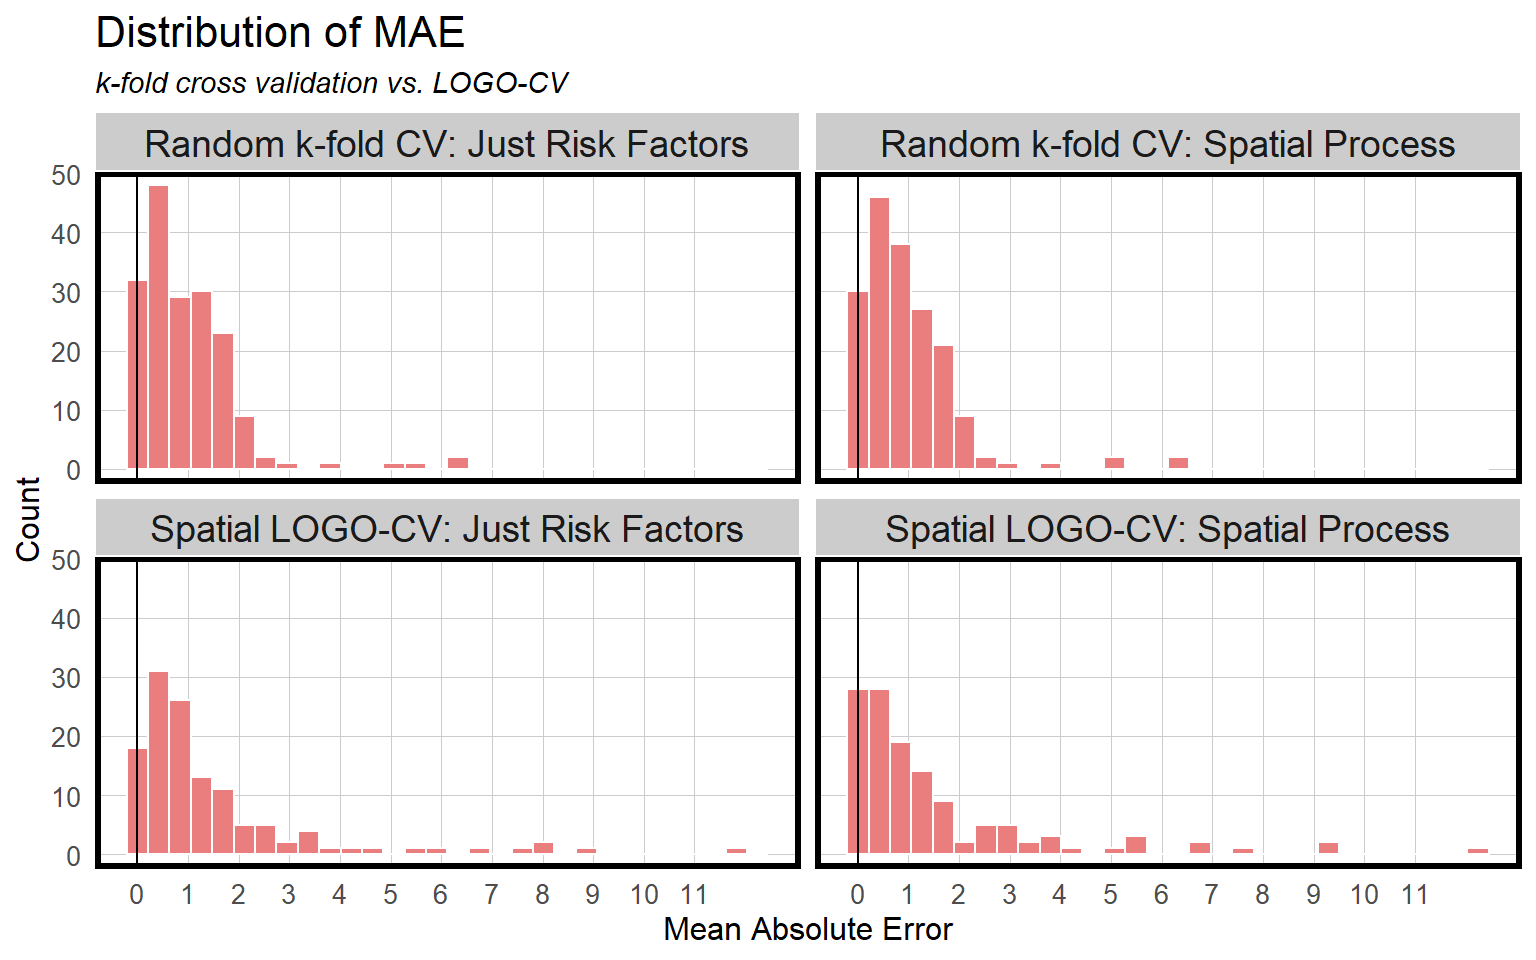 Distribution of MAE
k-fold cross validation vs. LOGO-CV
Random k-fold CV: Just Risk Factors
Random k-fold CV: Spatial Process
50
40
30
20
10
0
Count
Spatial LOGO-CV: Just Risk Factors
Spatial LOGO-CV: Spatial Process
50
40
30
20
10
0
0 1 2 3 4 5 6 7 8 9 10 11
0 1 2 3 4 5 6 7 8 9 10 11
Mean Absolute Error